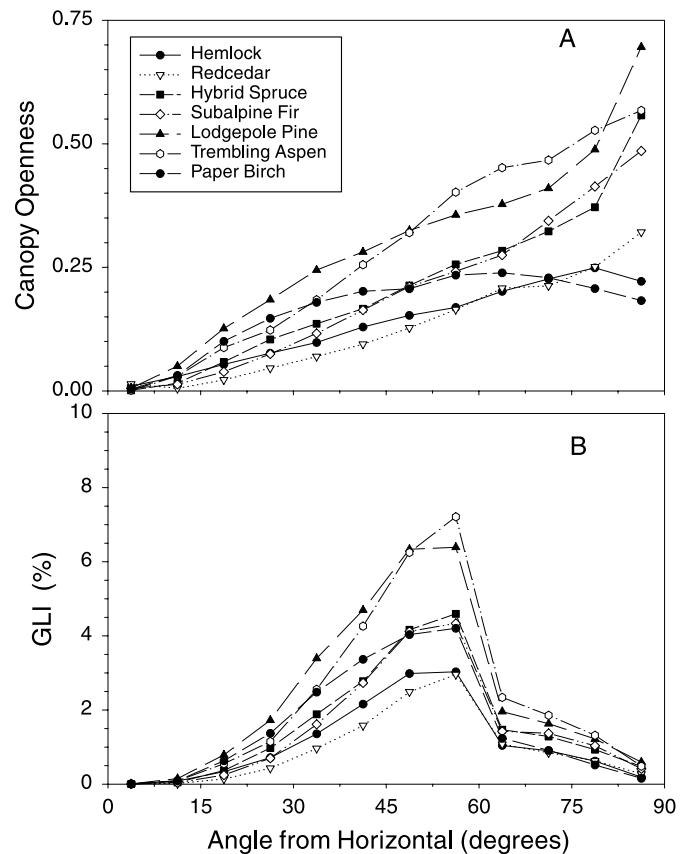 0.75
A
Hemlock
Redcedar
Hybrid Spruce
Subalpine Fir
Lodgepole Pine
Trembling Aspen
Paper Birch
0.50
0.25
0.00
Canopy Openness
10
B
8
6
4
2
0
GLI (%)
0 15 30 45 60 75 90
Angle from Horizontal (degrees)